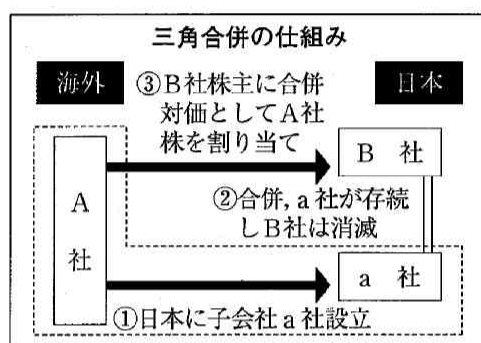 三角合併の仕組み
海外
③B社株主に合併
対価としてA社
株を割り当て
日本
B 社
②合併,a社が存続
しB社は消滅
A
社
a 社
①日本に子会社a社設立